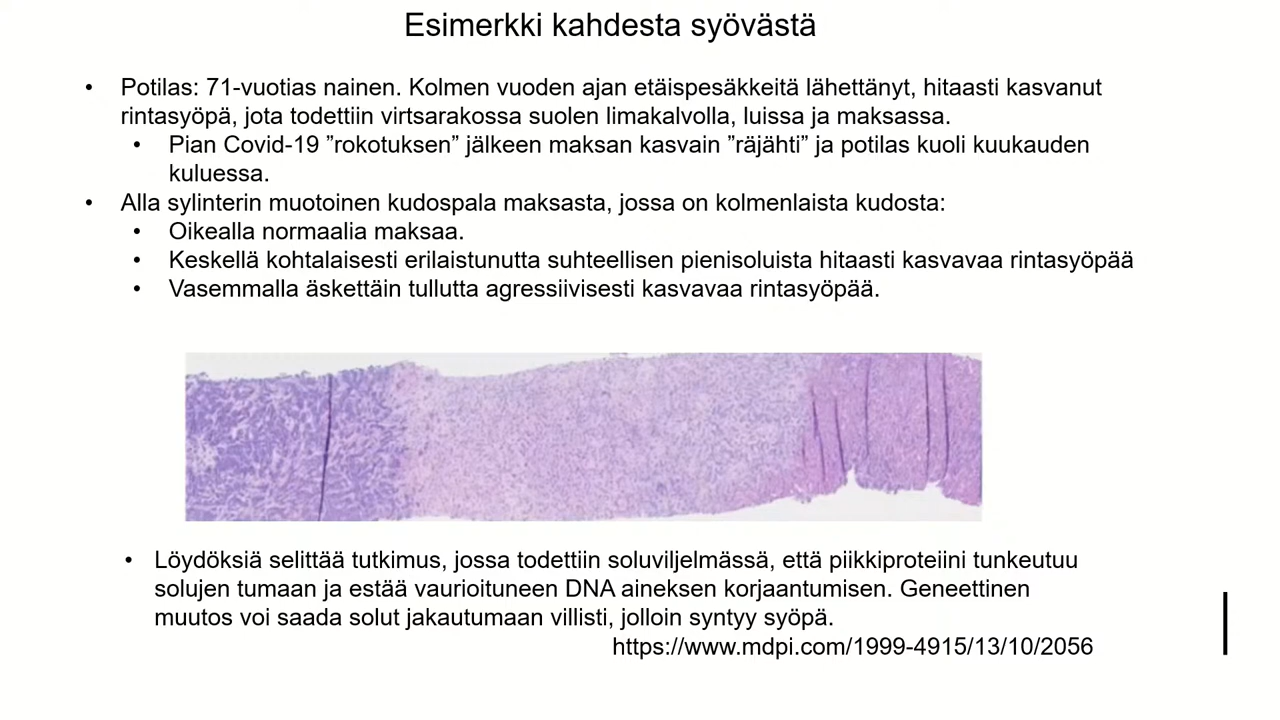 Esimerkki kahdesta syövästä
• Potilas: 71-vuotias nainen. Kolmen vuoden ajan etäispesäkkeitä lähettänyt, hitaasti kasvanut
rintasyöpä, jota todettiin virtsarakossa suolen limakalvolla, luissa ja maksassa.
• Pian Covid-19 ”rokotuksen” jälkeen maksan kasvain ”räjähti” ja potilas kuoli kuukauden
kuluessa.
• Alla sylinterin muotoinen kudospala maksasta, jossa on kolmenlaista kudosta:
• Oikealla normaalia maksaa.
• Keskellä kohtalaisesti erilaistunutta suhteellisen pienisoluista hitaasti kasvavaa rintasyöpää
• Vasemmalla äskettäin tullutta agressiivisesti kasvavaa rintasyöpää.
• Löydöksiä selittää tutkimus, jossa todettiin soluviljelmässä, että piikkiproteiini tunkeutuu
solujen tumaan ja estää vaurioituneen DNA aineksen korjaantumisen. Geneettinen
muutos voi saada solut jakautumaan villisti, jolloin syntyy syöpä.
https://www.mdpi.com/1999-4915/13/10/2056